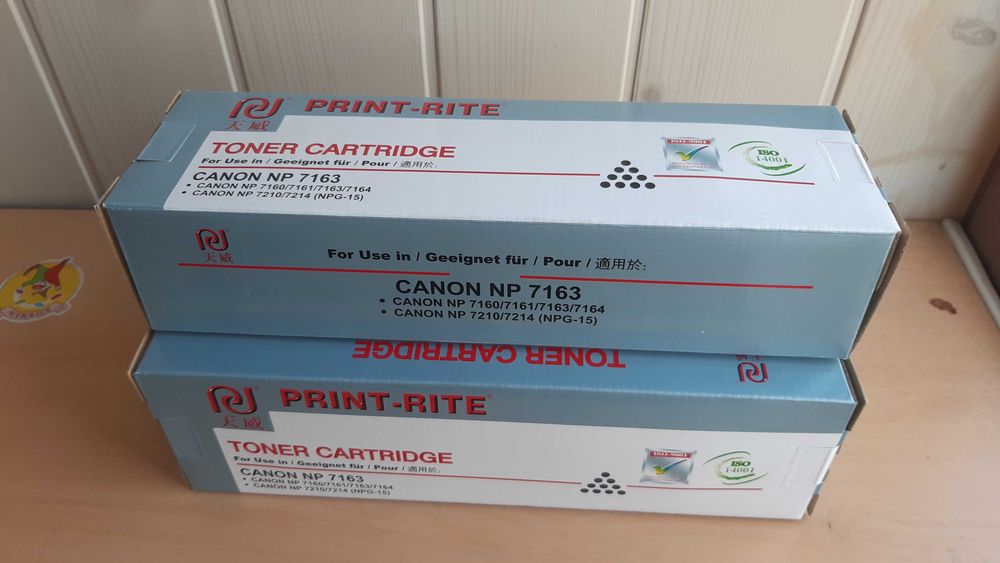 PRINT-RITE®
天威
TONER CARTRIDGE
For Use in / Geeignet für / Pour / 適用於:
CANON NP 7163
• CANON NP 7160/7161/7163/7164
• CANON NP 7210/7214 (NPG-15)
ISO-9001
ISO
14001
天威
For Use in / Geeignet für / Pour / 適用於:
CANON NP 7163
• CANON NP 7160/7161/7163/7164
• CANON NP 7210/7214 (NPG-15)
TONER CARTRIDGE
PRINT-RITE®
天威
TONER CARTRIDGE
For Use in / Geeignet für / Pour / 適用於:
CANON NP 7163
• CANON NP 7160/7161/7163/7164
• CANON NP 7210/7214 (NPG-15)
ISO-9001
ISO
14001